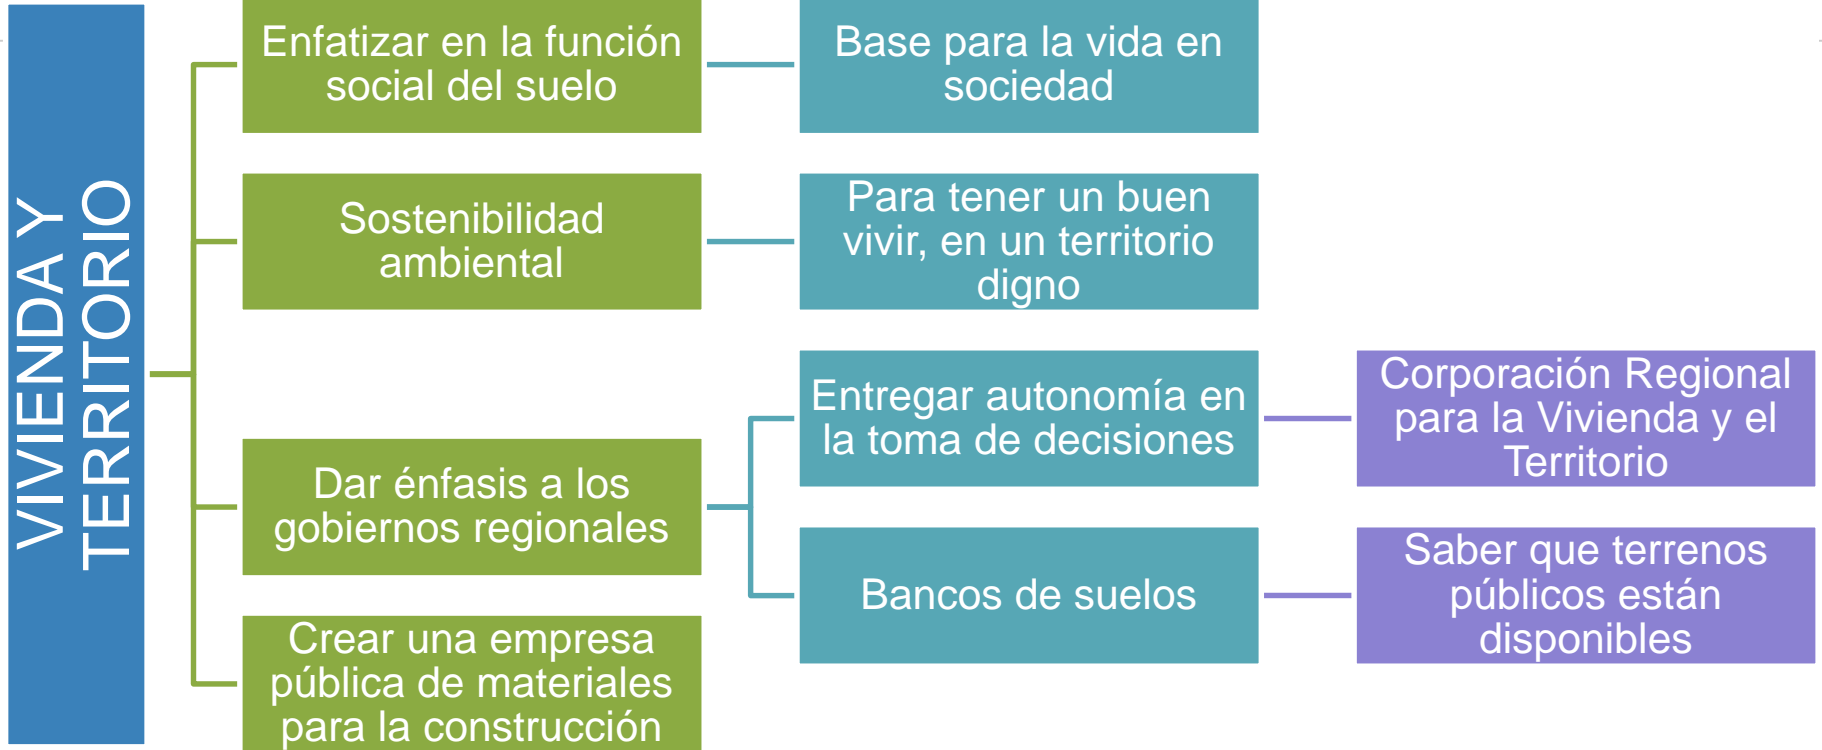 VIVIENDA Y
TERRITORIO
Enfatizar en la función
social del suelo
Base para la vida en
sociedad
Sostenibilidad
ambiental
Para tener un buen
vivir, en un territorio
digno
Dar énfasis a los
gobiernos regionales
Entregar autonomía en
la toma de decisiones
Corporación Regional
para la Vivienda y el
Territorio
Bancos de suelos
Saber que terrenos
públicos están
disponibles
Crear una empresa
pública de materiales
para la construcción